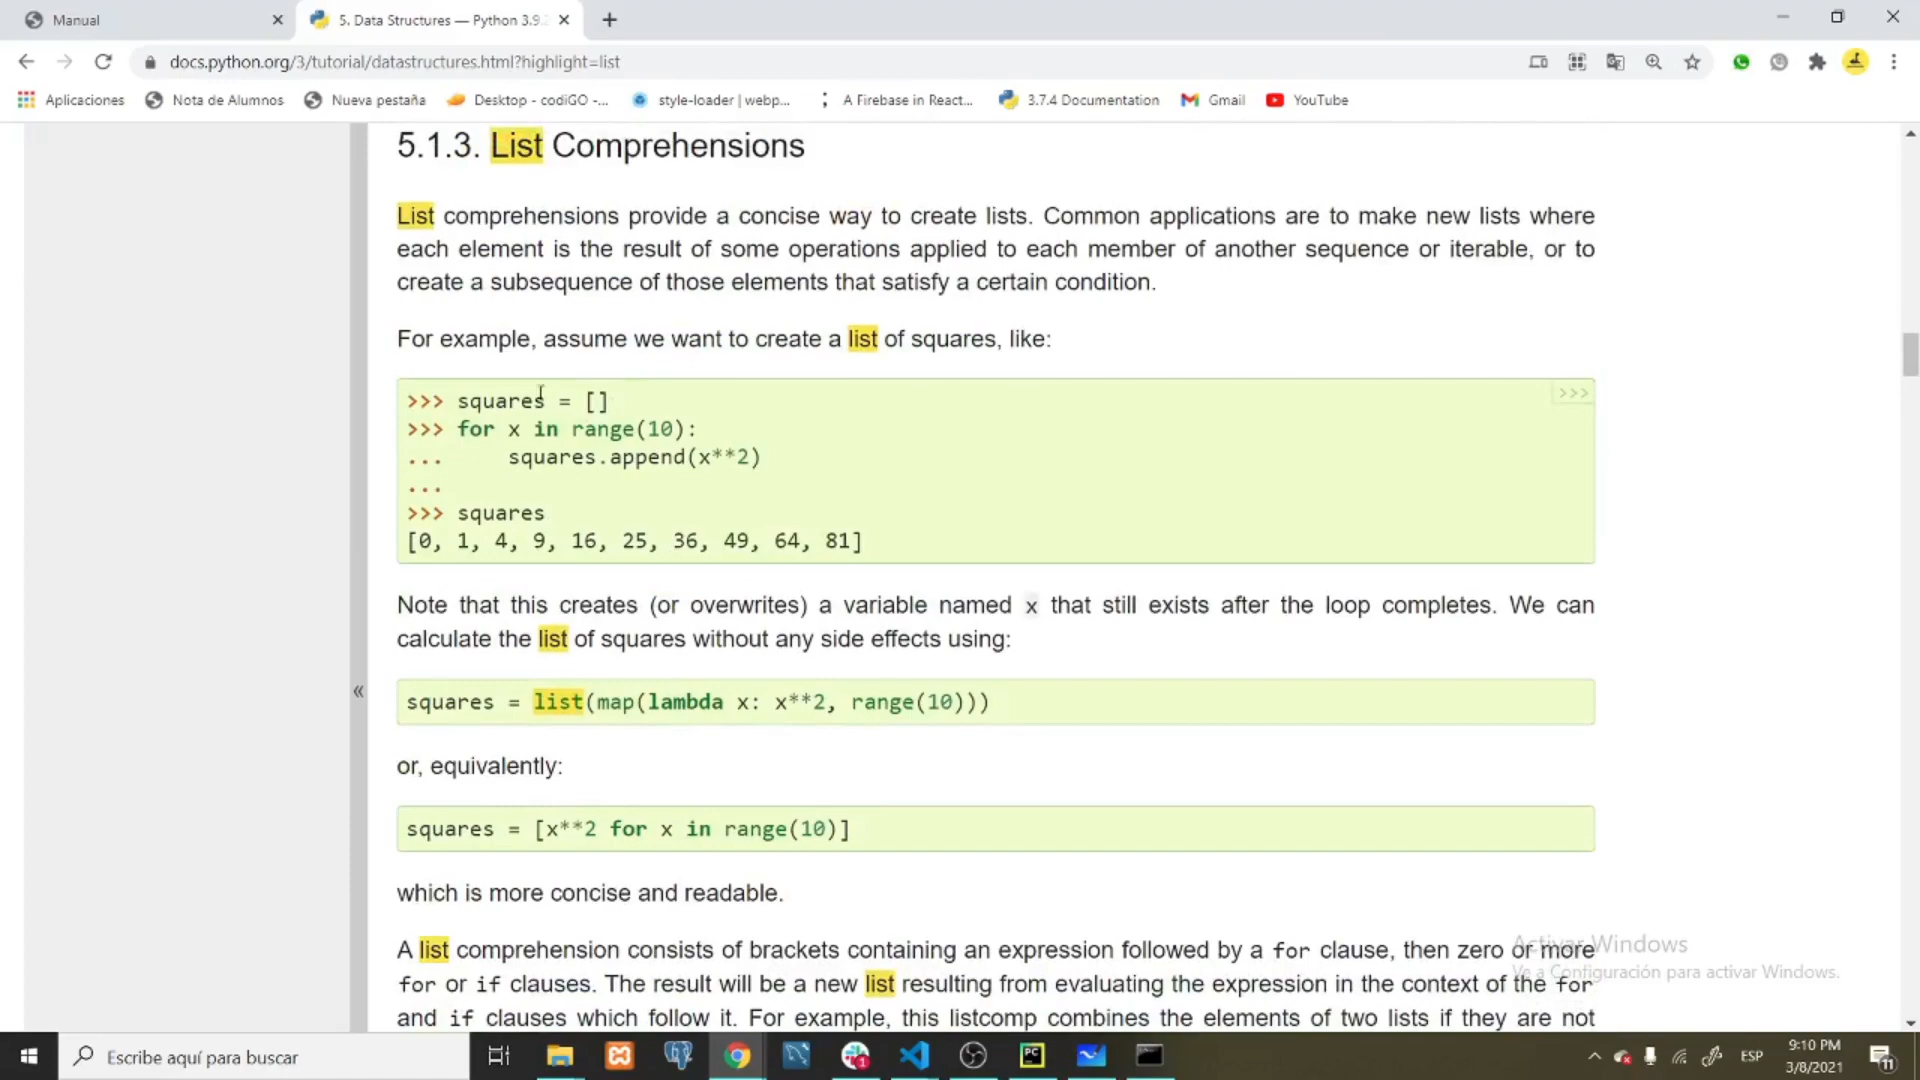 Manual
5. Data Structures — Python 3.9.2
docs.python.org/3/tutorial/datastructures.html?highlight=list
Aplicaciones
Nota de Alumnos
Nueva pestaña
Desktop - codiGO -...
style-loader | webp...
A Firebase in React...
3.7.4 Documentation
Gmail
YouTube
5.1.3. List Comprehensions
List comprehensions provide a concise way to create lists. Common applications are to make new lists where
each element is the result of some operations applied to each member of another sequence or iterable, or to
create a subsequence of those elements that satisfy a certain condition.
For example, assume we want to create a list of squares, like:
>>> squares = []
>>>
>>> for x in range(10):
...     squares.append(x**2)
...
>>> squares
[0, 1, 4, 9, 16, 25, 36, 49, 64, 81]
Note that this creates (or overwrites) a variable named x that still exists after the loop completes. We can
calculate the list of squares without any side effects using:
«
squares = list(map(lambda x: x**2, range(10)))
or, equivalently:
squares = [x**2 for x in range(10)]
which is more concise and readable.
A list comprehension consists of brackets containing an expression followed by a for clause, then zero or more
for or if clauses. The result will be a new list resulting from evaluating the expression in the context of the for
and if clauses which follow it. For example, this listcomp combines the elements of two lists if they are not
Activar Windows
Ve a Configuración para activar Windows.
Escribe aquí para buscar
ESP
9:10 PM
3/8/2021
11